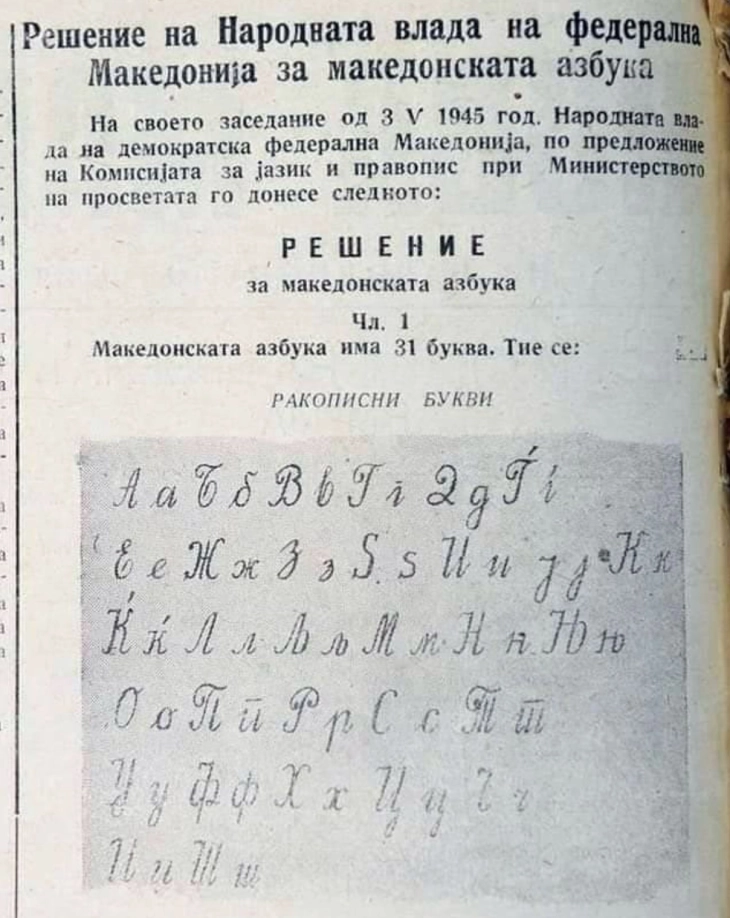 Решение на Народната влада на федерална
Македонија за македонската азбука
На своето заседание од 3 V 1945 год. Народната вла-
да на демократска федерална Македонија, по предложение
на Комисијата за јазик и правопис при Министерството
на просветата го донесе следното:
РЕШЕНИЕ
за македонската азбука
Чл. 1
Македонската азбука има 31 буква. Тие се:
РАКОПИСНИ БУКВИ
А а Б б В в Г г Д д Ѓ ѓ
Е е Ж ж З з Ѕ ѕ И и Ј ј К к
Ќ ќ Л л Љ љ М м Н н Њ њ
О о П п Р р С с Т т
У у Ф ф Х х Ц ц Ч ч
Џ џ Ш ш